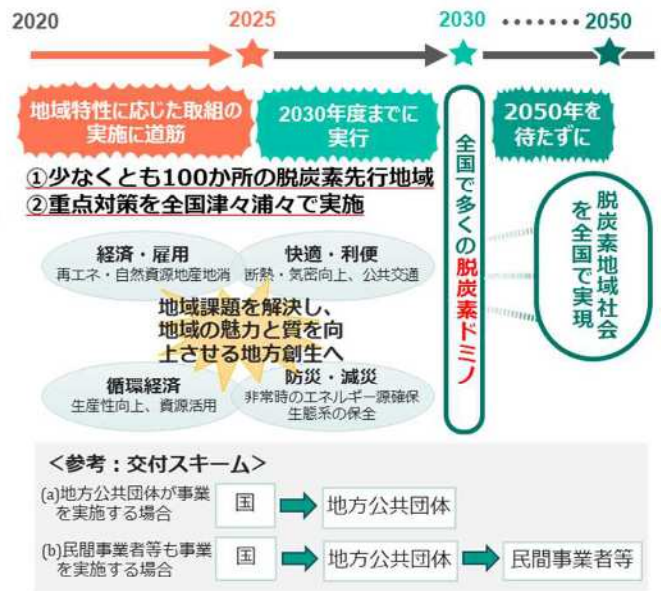 2020
2025
2030
・・・・・・・
2050
地域特性に応じた取組の
実施に道筋
2030年度までに
実行
2050年を
待たずに
①少なくとも100か所の脱炭素先行地域
②重点対策を全国津々浦々で実施
全国で多くの脱炭素ドミノ
脱炭素地域社会
を全国で実現
経済・雇用
再エネ・自然資源地産地消
快適・利便
断熱・気密向上、公共交通
地域課題を解決し、
地域の魅力と質を向
上させる地方創生へ
循環経済
生産性向上、資源活用
防災・減災
非常時のエネルギー源確保
生態系の保全
＜参考：交付スキーム＞
(a)地方公共団体が事業
を実施する場合
国
地方公共団体
(b)民間事業者等も事業
を実施する場合
国
地方公共団体
民間事業者等